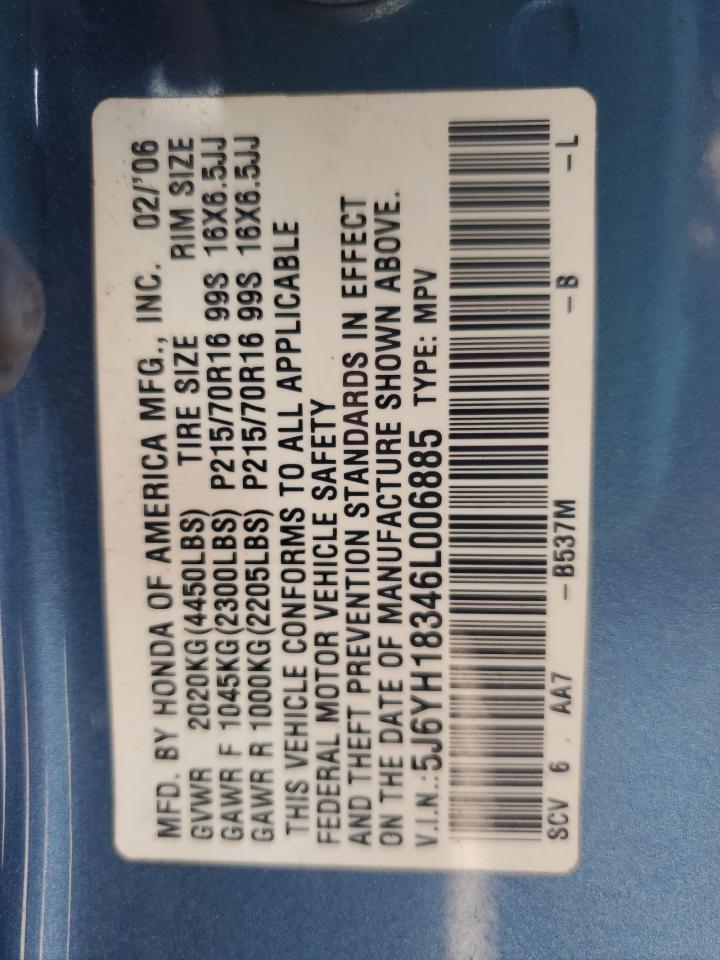 MFD. BY HONDA OF AMERICA MFG., INC. 02/'06
GVWR 2020KG(4450LBS) TIRE SIZE RIM SIZE
GAWR F 1045KG(2300LBS) P215/70R16 99S 16X6.5JJ
GAWR R 1000KG(2205LBS) P215/70R16 99S 16X6.5JJ
THIS VEHICLE CONFORMS TO ALL APPLICABLE
FEDERAL MOTOR VEHICLE SAFETY
AND THEFT PREVENTION STANDARDS IN EFFECT
ON THE DATE OF MANUFACTURE SHOWN ABOVE.
V.I.N.:5J6YH18346L006885 TYPE: MPV
SCV 6 . AA7 -B537M -B -L